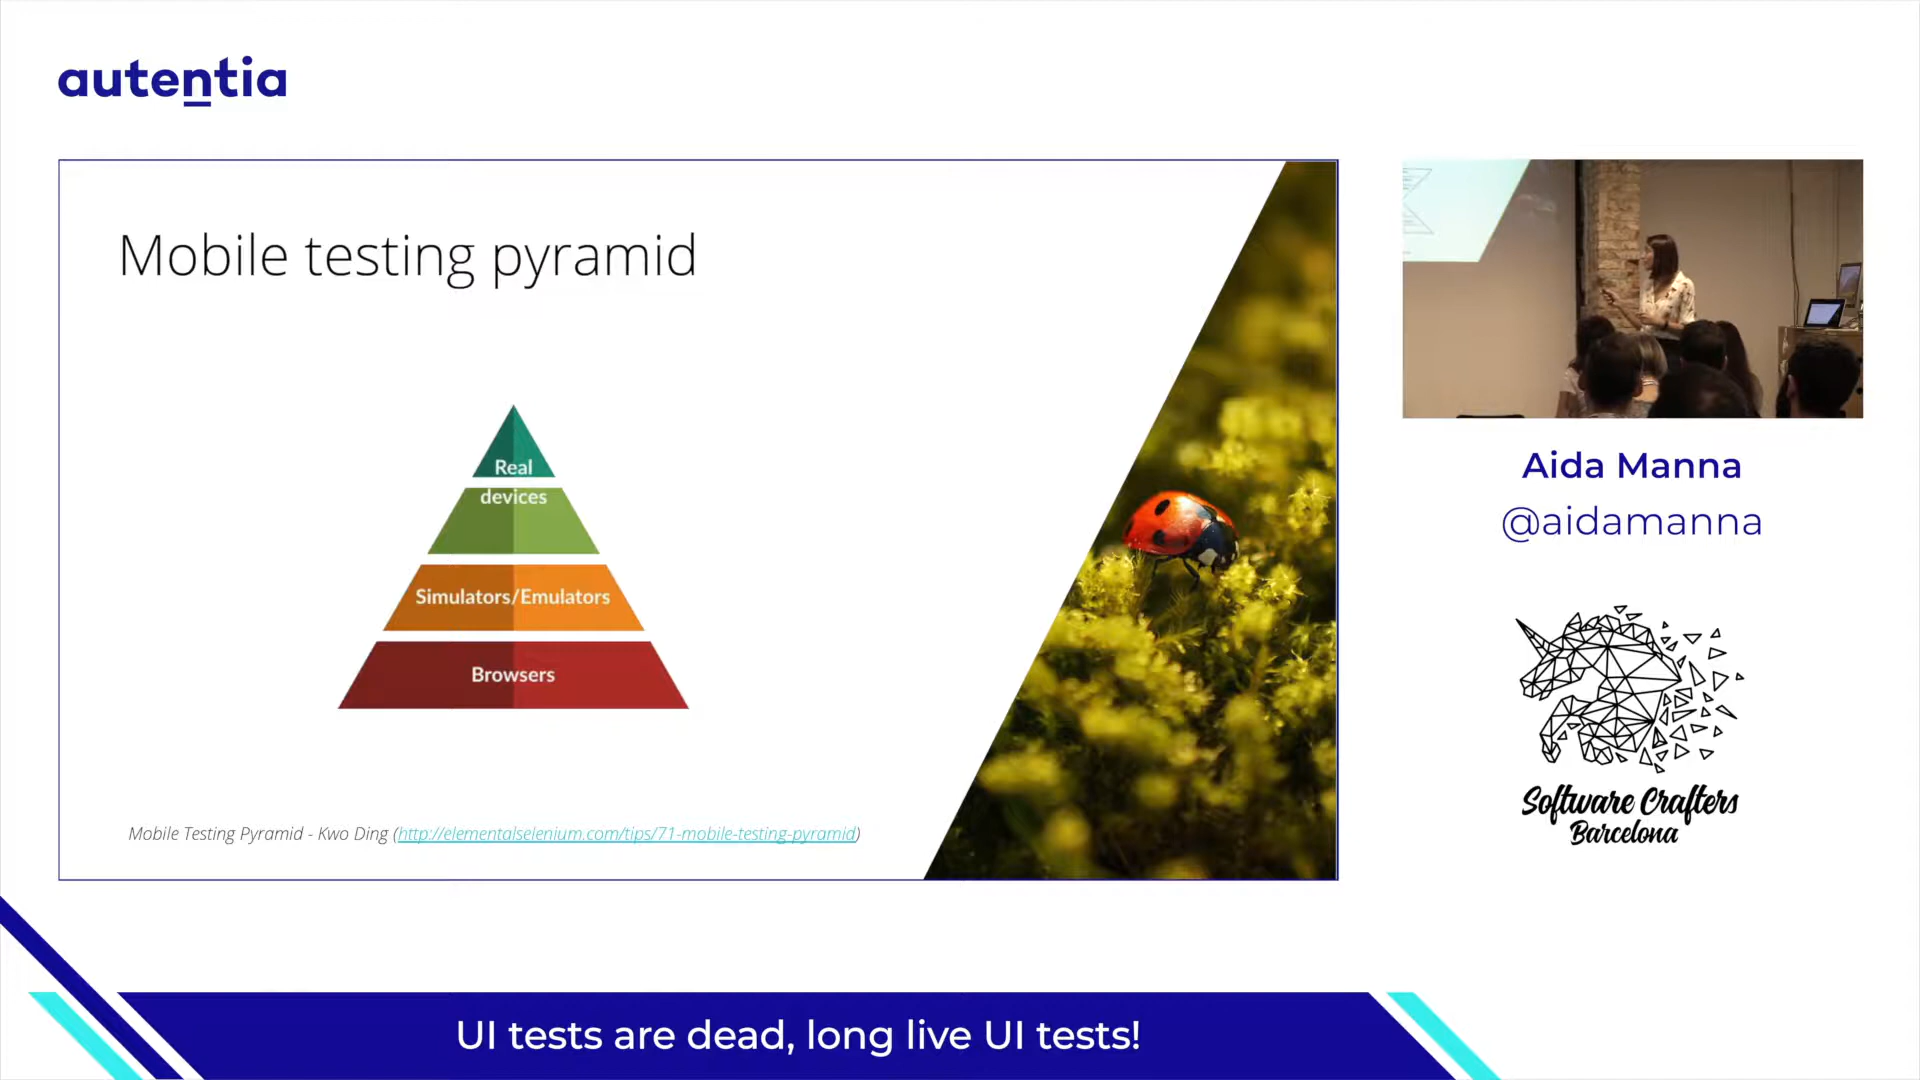 autentia
Mobile testing pyramid
Real
devices
Simulators/Emulators
Browsers
Mobile Testing Pyramid - Kwo Ding (http://elementalselenium.com/tips/71-mobile-testing-pyramid)
Aida Manna
@aidamanna
Software Crafters
Barcelona
UI tests are dead, long live UI tests!